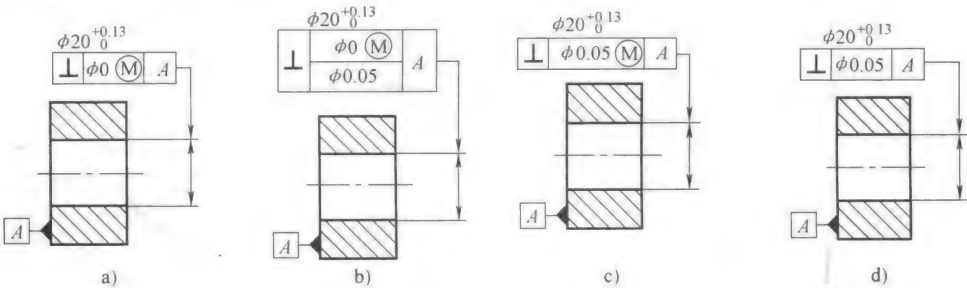 ϕ20 +0.13 0
⊥ ϕ0 Ⓜ A
A
a)
ϕ20 +0.13 0
⊥ ϕ0 Ⓜ A
ϕ0.05
A
b)
ϕ20 +0.13 0
⊥ ϕ0.05 Ⓜ A
A
c)
ϕ20 +0.13 0
⊥ ϕ0.05 A
A
d)